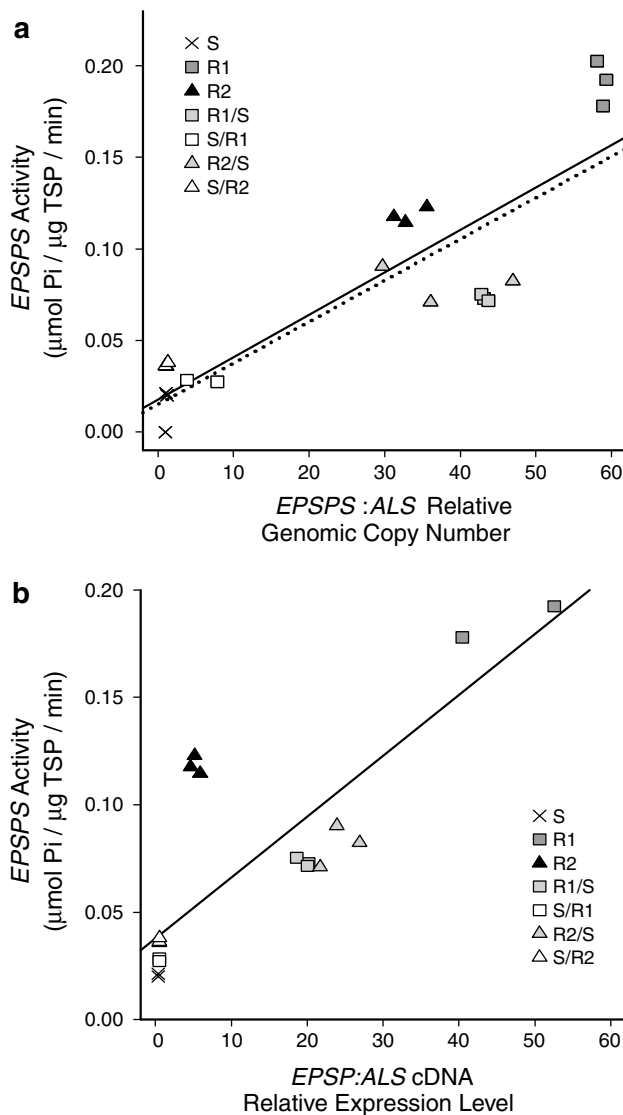 a
S
R1
R2
R1/S
S/R1
R2/S
S/R2
0.20
0.15
0.10
0.05
0.00
EPSPS Activity
(µmol Pi / µg TSP / min)
0
10
20
30
40
50
60
EPSPS :ALS Relative
Genomic Copy Number
b
0.20
0.15
0.10
0.05
0.00
EPSPS Activity
(µmol Pi / µg TSP / min)
S
R1
R2
R1/S
S/R1
R2/S
S/R2
0
10
20
30
40
50
60
EPSP:ALS cDNA
Relative Expression Level